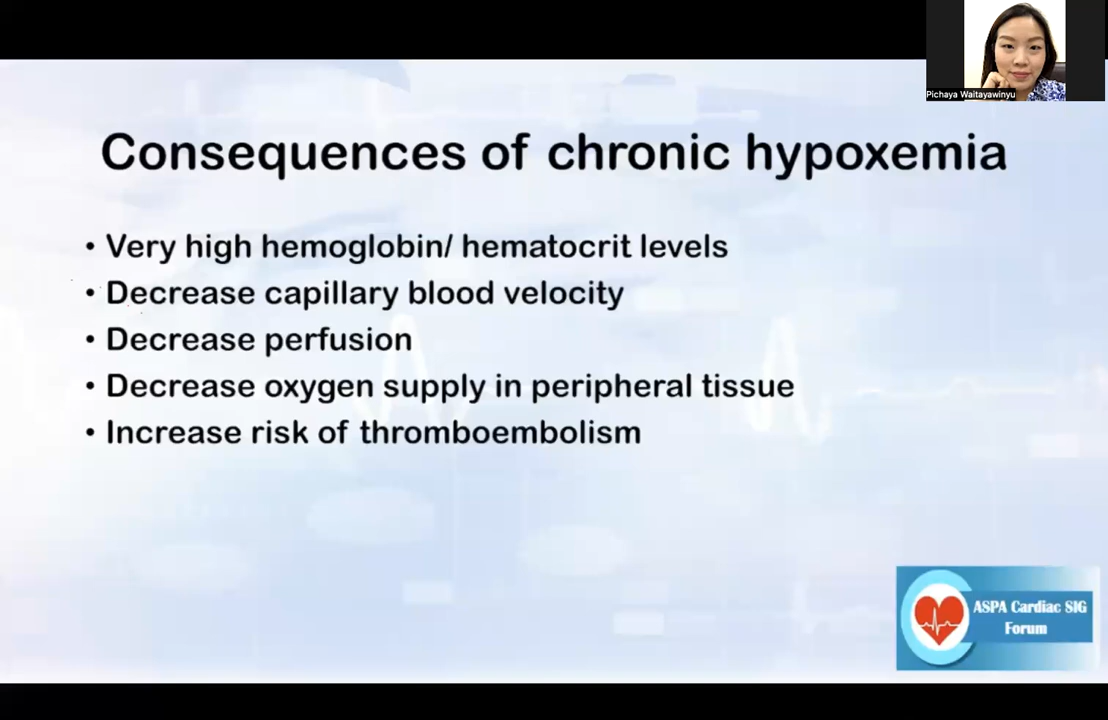 Pichaya Waitayawinyu
Consequences of chronic hypoxemia
• Very high hemoglobin/ hematocrit levels
• Decrease capillary blood velocity
• Decrease perfusion
• Decrease oxygen supply in peripheral tissue
• Increase risk of thromboembolism
ASPA Cardiac SIG
Forum